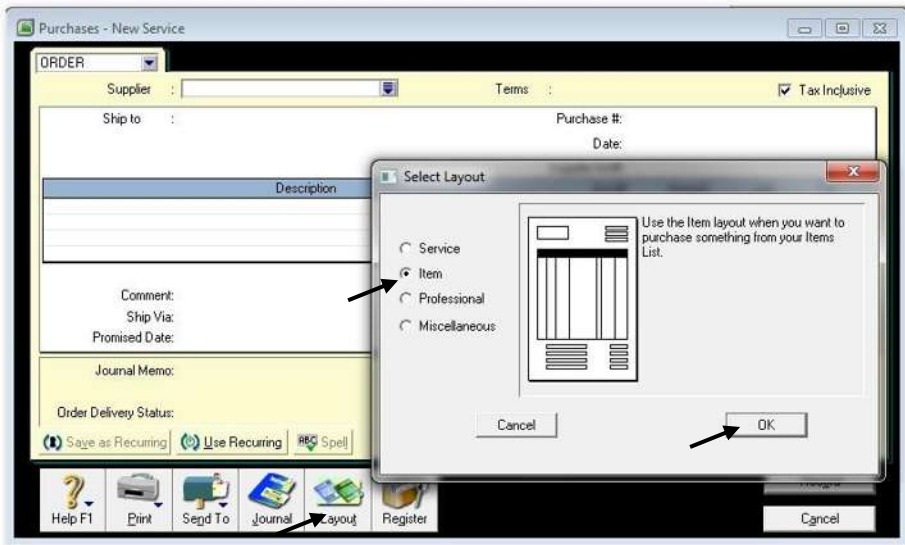 Purchases - New Service
ORDER
Supplier :
Terms :
Tax Inclusive
Ship to :
Purchase #:
Date:
Description
Select Layout
Service
Item
Professional
Miscellaneous
Use the Item layout when you want to
purchase something from your Items
List.
Cancel
OK
Comment:
Ship Via:
Promised Date:
Journal Memo:
Order Delivery Status:
Save as Recurring
Use Recurring
ABC Spell
Help F1
Print
Send To
Journal
Layout
Register
Cancel